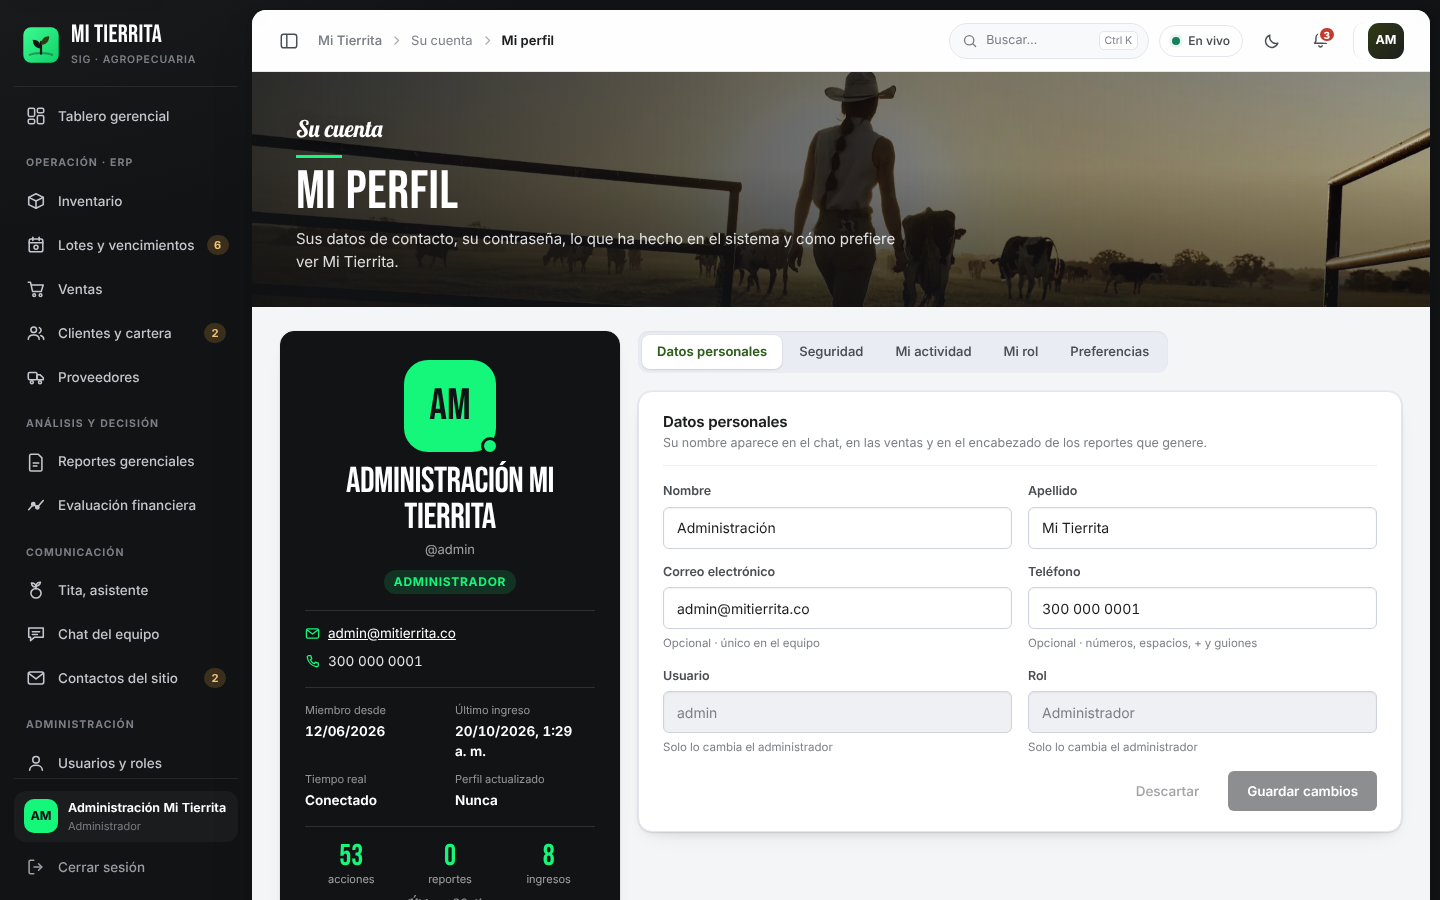 MI TIERRITA
SIG · AGROPECUARIA
Tablero gerencial
OPERACIÓN · ERP
Inventario
Lotes y vencimientos 6
Ventas
Clientes y cartera 2
Proveedores
ANÁLISIS Y DECISIÓN
Reportes gerenciales
Evaluación financiera
COMUNICACIÓN
Tita, asistente
Chat del equipo
Contactos del sitio 2
ADMINISTRACIÓN
Usuarios y roles
AM
Administración Mi Tierrita
Administrador
Cerrar sesión
Mi Tierrita Su cuenta Mi perfil
Buscar... Ctrl K
En vivo
3
AM
Su cuenta
MI PERFIL
Sus datos de contacto, su contraseña, lo que ha hecho en el sistema y cómo prefiere
ver Mi Tierrita.
AM
ADMINISTRACIÓN MI
TIERRITA
@admin
ADMINISTRADOR
admin@mitierrita.co
300 000 0001
Miembro desde
12/06/2026
Último ingreso
20/10/2026, 1:29
a. m.
Tiempo real
Conectado
Perfil actualizado
Nunca
53
acciones
0
reportes
8
ingresos
Datos personales Seguridad Mi actividad Mi rol Preferencias
Datos personales
Su nombre aparece en el chat, en las ventas y en el encabezado de los reportes que genere.
Nombre
Administración
Apellido
Mi Tierrita
Correo electrónico
admin@mitierrita.co
Opcional · único en el equipo
Teléfono
300 000 0001
Opcional · números, espacios, + y guiones
Usuario
admin
Solo lo cambia el administrador
Rol
Administrador
Solo lo cambia el administrador
Descartar Guardar cambios